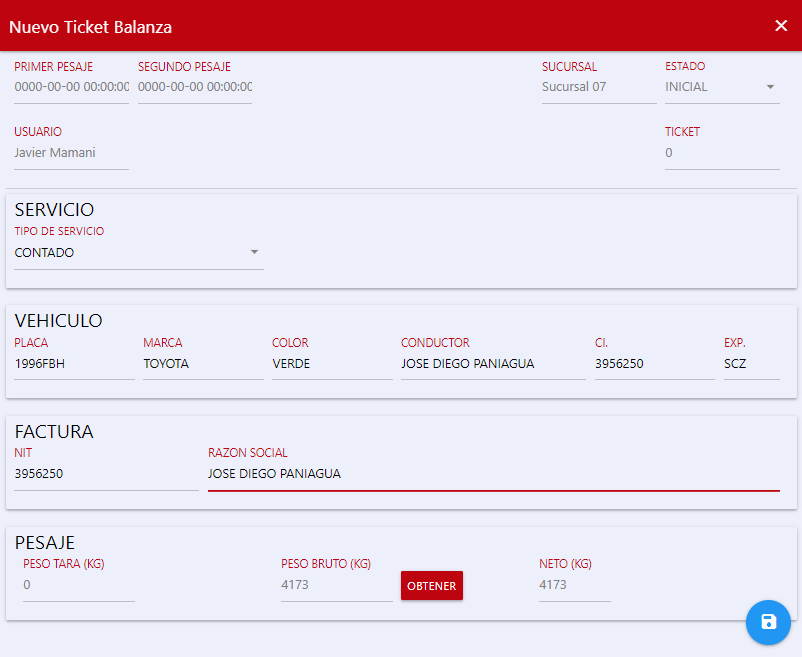 Nuevo Ticket Balanza
PRIMER PESAJE SEGUNDO PESAJE SUCURSAL ESTADO
0000-00-00 00:00:00 0000-00-00 00:00:00 Sucursal 07 INICIAL
USUARIO TICKET
Javier Mamani 0
SERVICIO
TIPO DE SERVICIO
CONTADO
VEHICULO
PLACA MARCA COLOR CONDUCTOR CI. EXP.
1996FBH TOYOTA VERDE JOSE DIEGO PANIAGUA 3956250 SCZ
FACTURA
NIT RAZON SOCIAL
3956250 JOSE DIEGO PANIAGUA
PESAJE
PESO TARA (KG) PESO BRUTO (KG) NETO (KG)
0 4173 OBTENER 4173